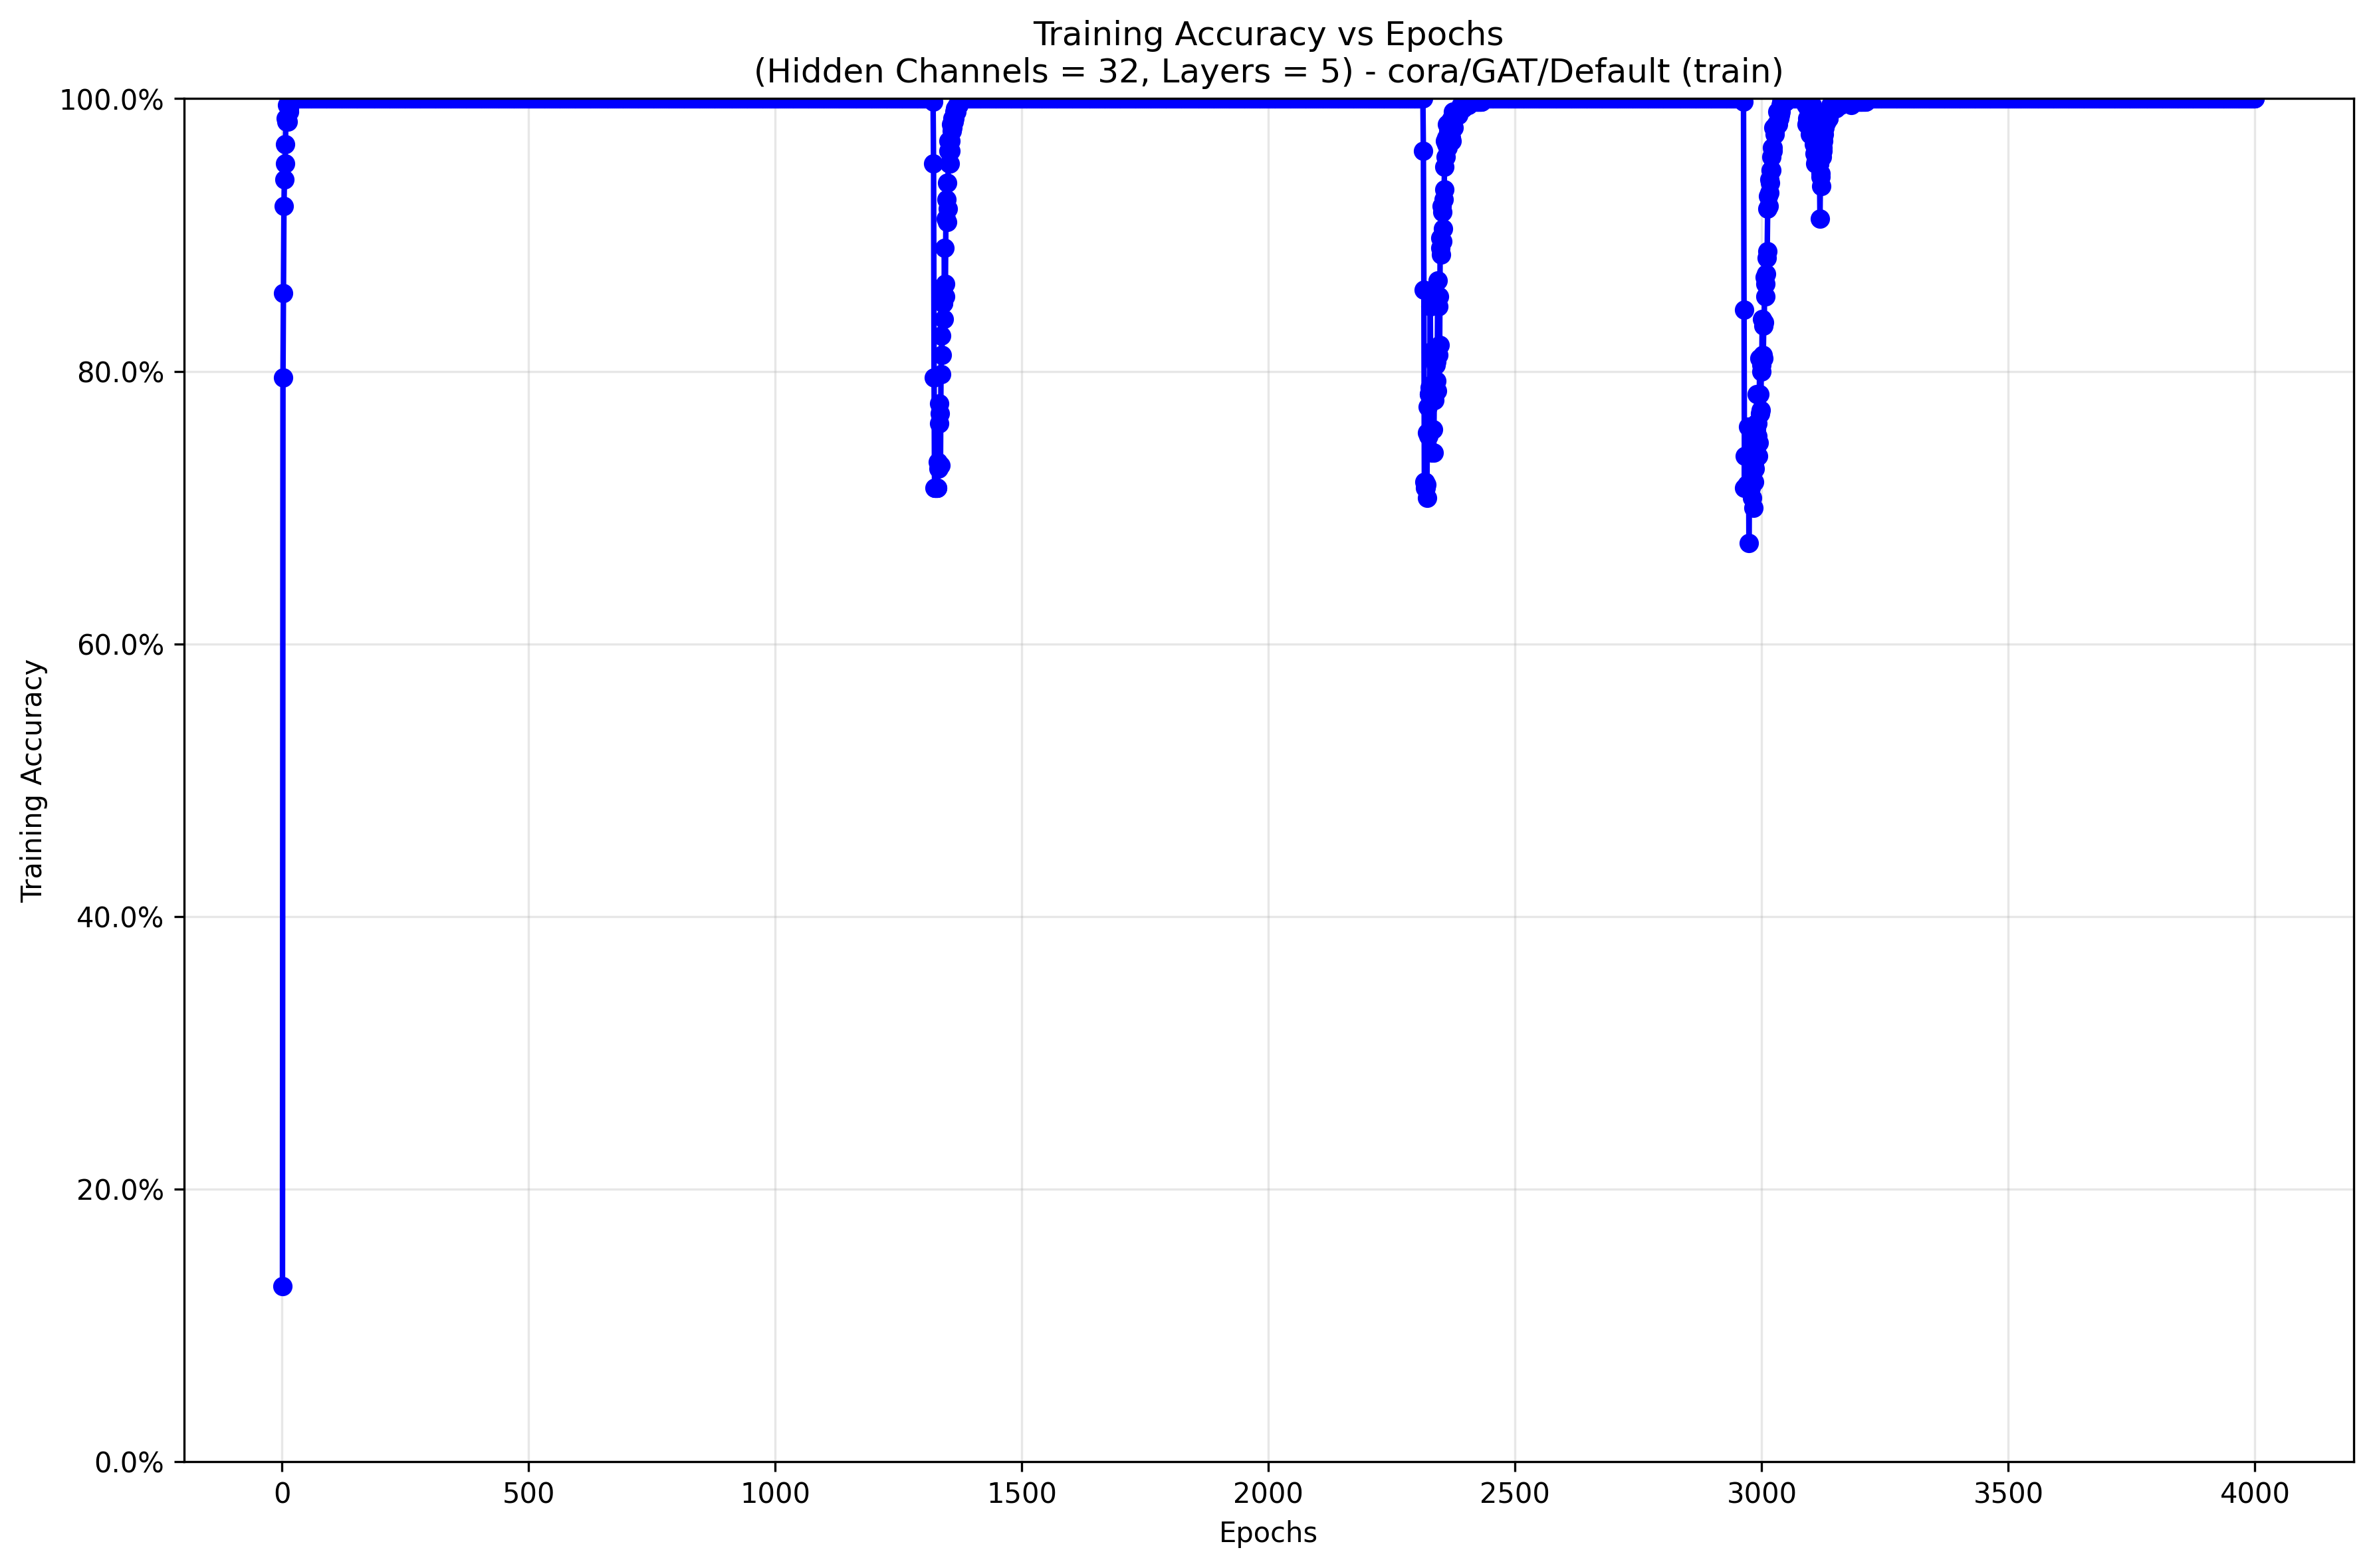 Training Accuracy vs Epochs
(Hidden Channels = 32, Layers = 5) - cora/GAT/Default (train)
100.0%
80.0%
60.0%
40.0%
20.0%
0.0%
Training Accuracy
0 500 1000 1500 2000 2500 3000 3500 4000
Epochs